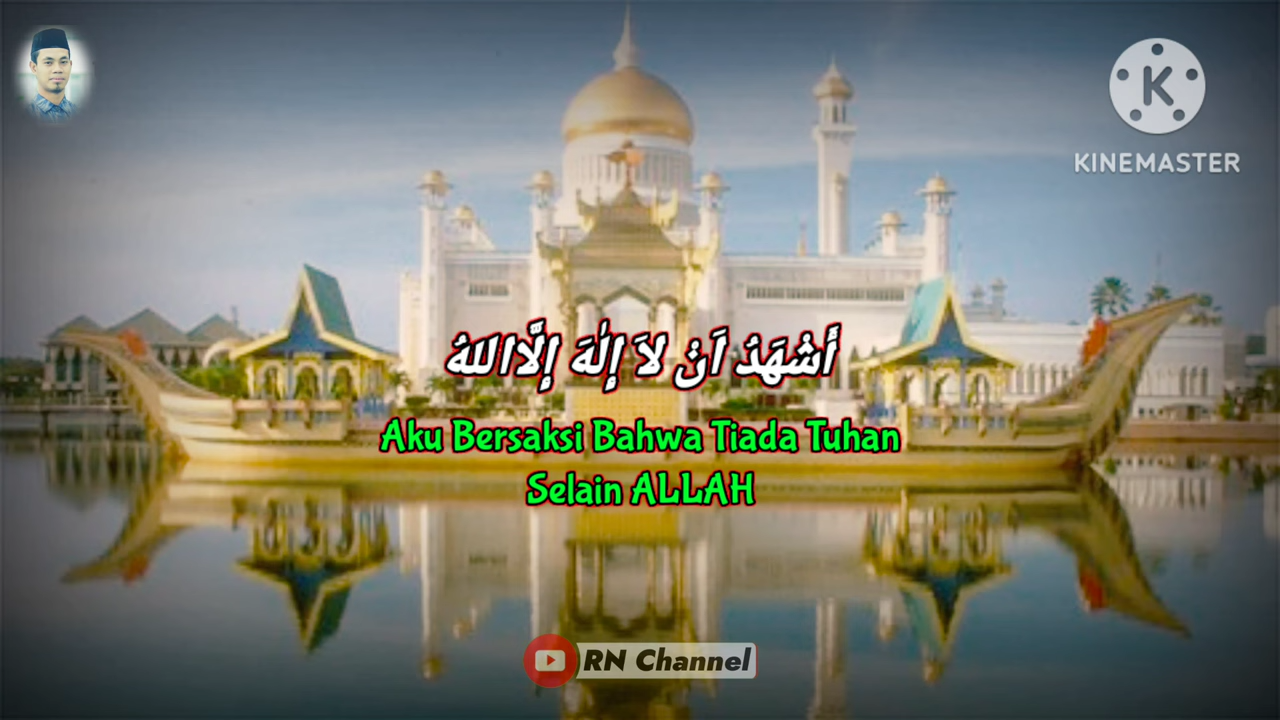 K
KINEMASTER
أَشْهَدُ اَنْ لاَ إِلٰهَ إِلَّااللهُ
Aku Bersaksi Bahwa Tiada Tuhan
Selain ALLAH
RN Channel